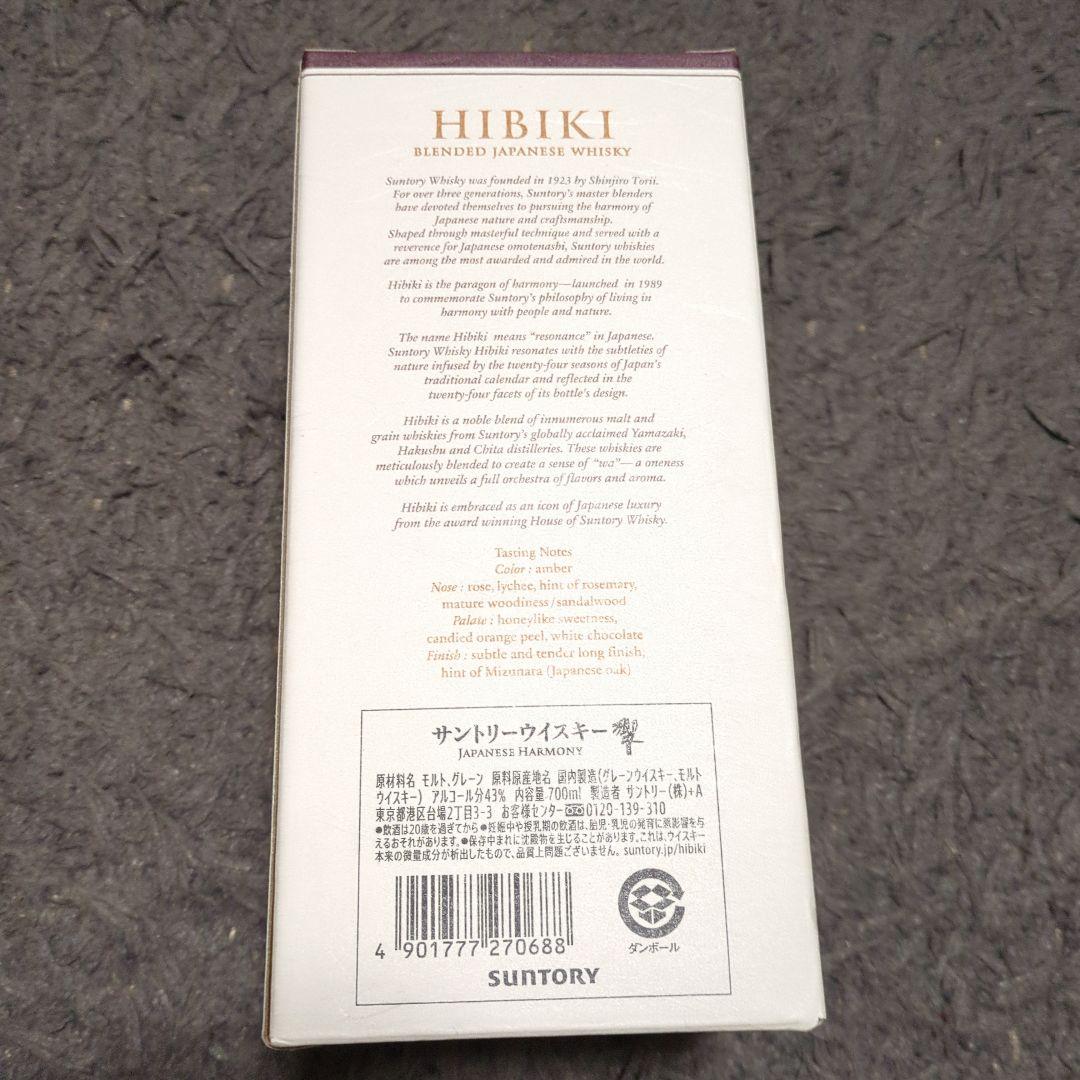 HIBIKI
BLENDED JAPANESE WHISKY
Suntory Whisky was founded in 1923 by Shinjiro Torii.
For over three generations, Suntory's master blenders
have devoted themselves to pursuing the harmony of
Japanese nature and craftsmanship.
Shaped through masterful technique and served with a
reverence for Japanese omotenashi, Suntory whiskies
are among the most awarded and admired in the world.
Hibiki is the paragon of harmony—launched in 1989
to commemorate Suntory's philosophy of living in
harmony with people and nature.
The name Hibiki means "resonance" in Japanese.
Suntory Whisky Hibiki resonates with the subtleties of
nature infused by the twenty-four seasons of Japan's
traditional calendar and reflected in the
twenty-four facets of its bottle's design.
Hibiki is a noble blend of innumerous malt and
grain whiskies from Suntory's globally acclaimed Yamazaki,
Hakushu and Chita distilleries. These whiskies are
meticulously blended to create a sense of "wa"— a oneness
which unveils a full orchestra of flavors and aroma.
Hibiki is embraced as an icon of Japanese luxury
from the award winning House of Suntory Whisky.
Tasting Notes
Color : amber
Nose : rose, lychee, hint of rosemary,
mature woodiness/sandalwood
Palate : honeylike sweetness,
candied orange peel, white chocolate
Finish : subtle and tender long finish,
hint of Mizunara (Japanese oak)
サントリーウイスキー 響
JAPANESE HARMONY
原材料名 モルト、グレーン 原料原産地名 国内製造(グレーンウイスキー、モルト
ウイスキー) アルコール分43% 内容量 700ml 製造者 サントリー(株)+A
東京都港区台場2丁目3-3 お客様センター 0120-139-310
●飲酒は20歳を過ぎてから●妊娠中や授乳期の飲酒は、胎児・乳児の発育に悪影響を与
えるおそれがあります。●保存中まれに沈殿物を生じることがあります。これは、ウイスキー
本来の微量成分が析出したもので、品質上問題ございません。 suntory.jp/hibiki
4 901777 270688
ダンボール
SUNTORY